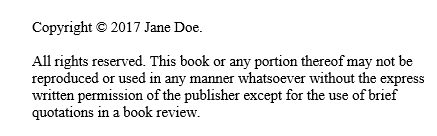 Copyright © 2017 Jane Doe.
All rights reserved. This book or any portion thereof may not be
reproduced or used in any manner whatsoever without the express
written permission of the publisher except for the use of brief
quotations in a book review.